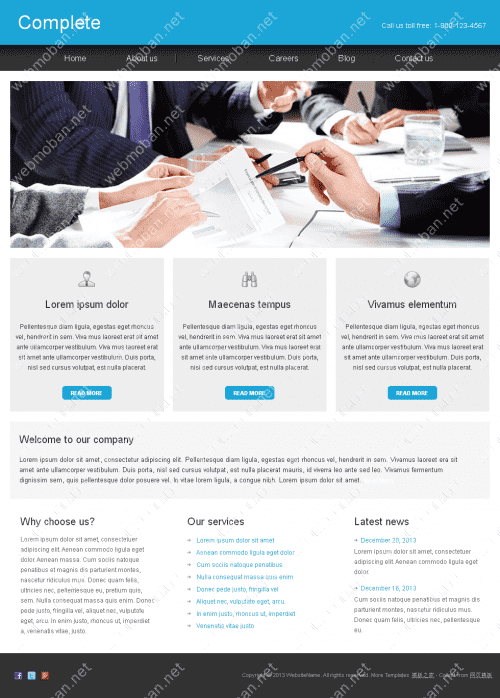 Complete
Call us toll free: 1-800-123-4567
Home About us Services Careers Blog Contact us
Lorem ipsum dolor
Pellentesque diam ligula, egestas eget rhoncus
vel, hendrerit in sem. Viva mus laoreet erat sit amet
ante ullamcorper vestibulum. Viva mus laoreet erat
sit amet ante ullamcorper vestibulum. Duis porta,
nisl sed cursus volutpat, est nulla placerat.
READ MORE
Maecenas tempus
Pellentesque diam ligula, egestas eget rhoncus
vel, hendrerit in sem. Viva mus laoreet erat sit amet
ante ullamcorper vestibulum. Viva mus laoreet erat
sit amet ante ullamcorper vestibulum. Duis porta,
nisl sed cursus volutpat, est nulla placerat.
READ MORE
Vivamus elementum
Pellentesque diam ligula, egestas eget rhoncus
vel, hendrerit in sem. Viva mus laoreet erat sit amet
ante ullamcorper vestibulum. Viva mus laoreet erat
sit amet ante ullamcorper vestibulum. Duis porta,
nisl sed cursus volutpat, est nulla placerat.
READ MORE
Welcome to our company
Lorem ipsum dolor sit amet, consectetur adipiscing elit. Pellentesque diam ligula, egestas eget rhoncus, hendrerit in sem. Vivamus laoreet erat sit
amet ante ullamcorper vestibulum. Duis porta, nisl sed cursus volutpat, est nulla placerat mauris, id viverra leo ante sed leo. Vivamus fermentum
dignissim sem, quis pellentesque dolor posuere vel. In vitae lorem ligula, a congue nibh. Lorem ipsum dolor sit amet.
Why choose us?
Lorem ipsum dolor sit amet, consectetuer
adipiscing elit. Aenean commodo ligula eget
dolor. Aenean massa. Cum sociis natoque
penatibus et magnis dis parturient montes,
nascetur ridiculus mus. Donec quam felis,
ultricies nec, pellentesque eu, pretium quis,
sem. Nulla consequat massa quis enim. Donec
pede justo, fringilla vel, aliquet nec, vulputate
eget, arcu. In enim justo, rhoncus ut, imperdiet
a, venenatis vitae, justo.
Our services
Lorem ipsum dolor sit amet
Aenean commodo ligula eget dolor
Cum sociis natoque penatibus
Nulla consequat massa quis enim
Donec pede justo, fringilla vel
Aliquet nec, vulputate eget, arcu
In enim justo, rhoncus ut, imperdiet
Venenatis vitae justo
Latest news
December 20, 2013
Lorem ipsum dolor sit amet, consectetuer
adipiscing elit. Aenean commodo ligula eget
dolor.
December 16, 2013
Cum sociis natoque penatibus et magnis dis
parturient montes, nascetur ridiculus mus.
Donec quam felis, ultricies nec, pellentesque
eu.
Copyright © 2013 WebsiteName. All rights reserved. More Templates 模板之家 - Collect from 网页模板
webmoban.net